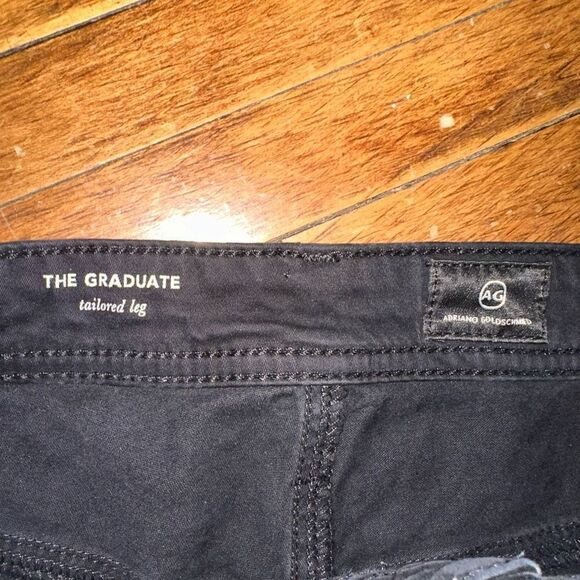 THE GRADUATE
tailored leg
AG
ADRIANO GOLDSCHMIED